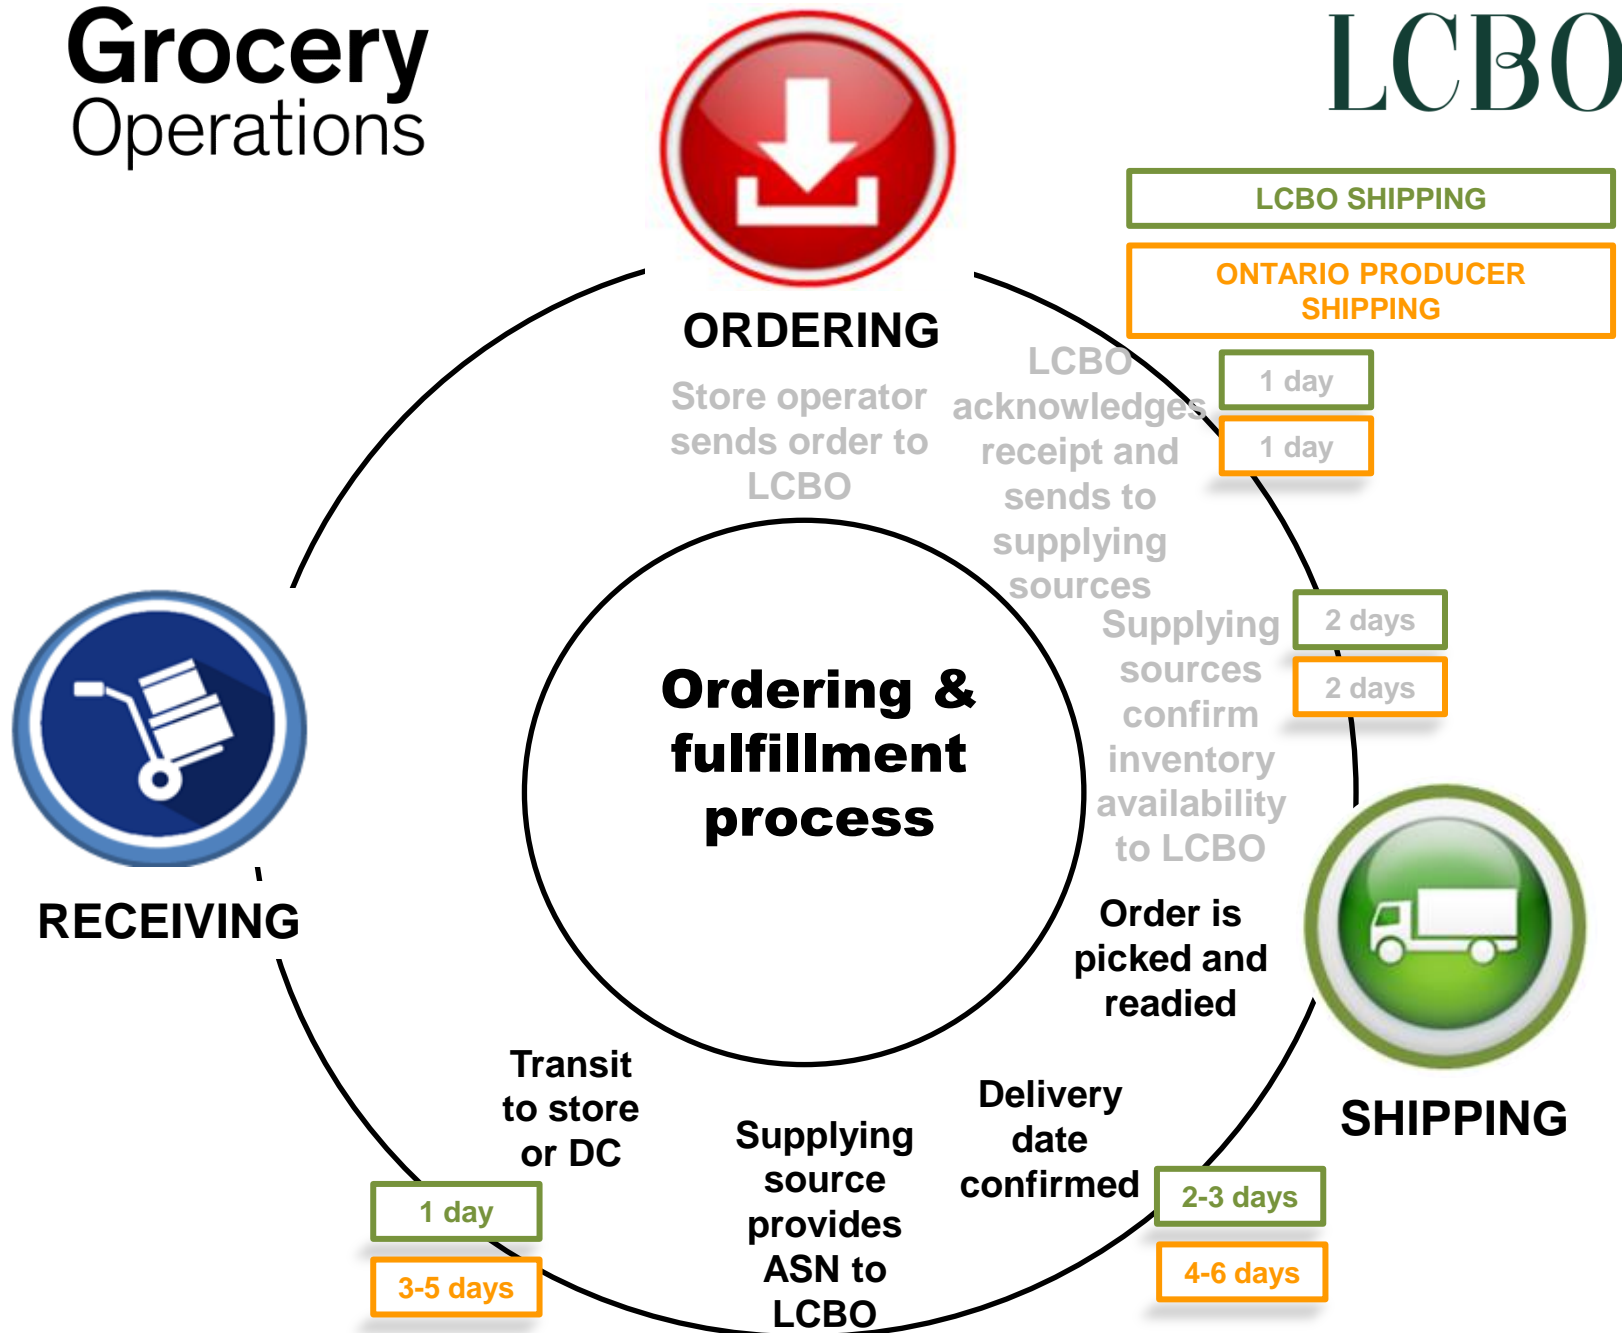 Grocery
Operations
LCBO
LCBO SHIPPING
ONTARIO PRODUCER
SHIPPING
ORDERING
Store operator
sends order to
LCBO
LCBO
acknowledges
receipt and
sends to
supplying
sources
1 day
1 day
Supplying
sources
confirm
inventory
availability
to LCBO
2 days
2 days
Ordering &
fulfillment
process
SHIPPING
Order is
picked and
readied
Delivery
date
confirmed
2-3 days
4-6 days
Supplying
source
provides
ASN to
LCBO
Transit
to store
or DC
1 day
3-5 days
RECEIVING